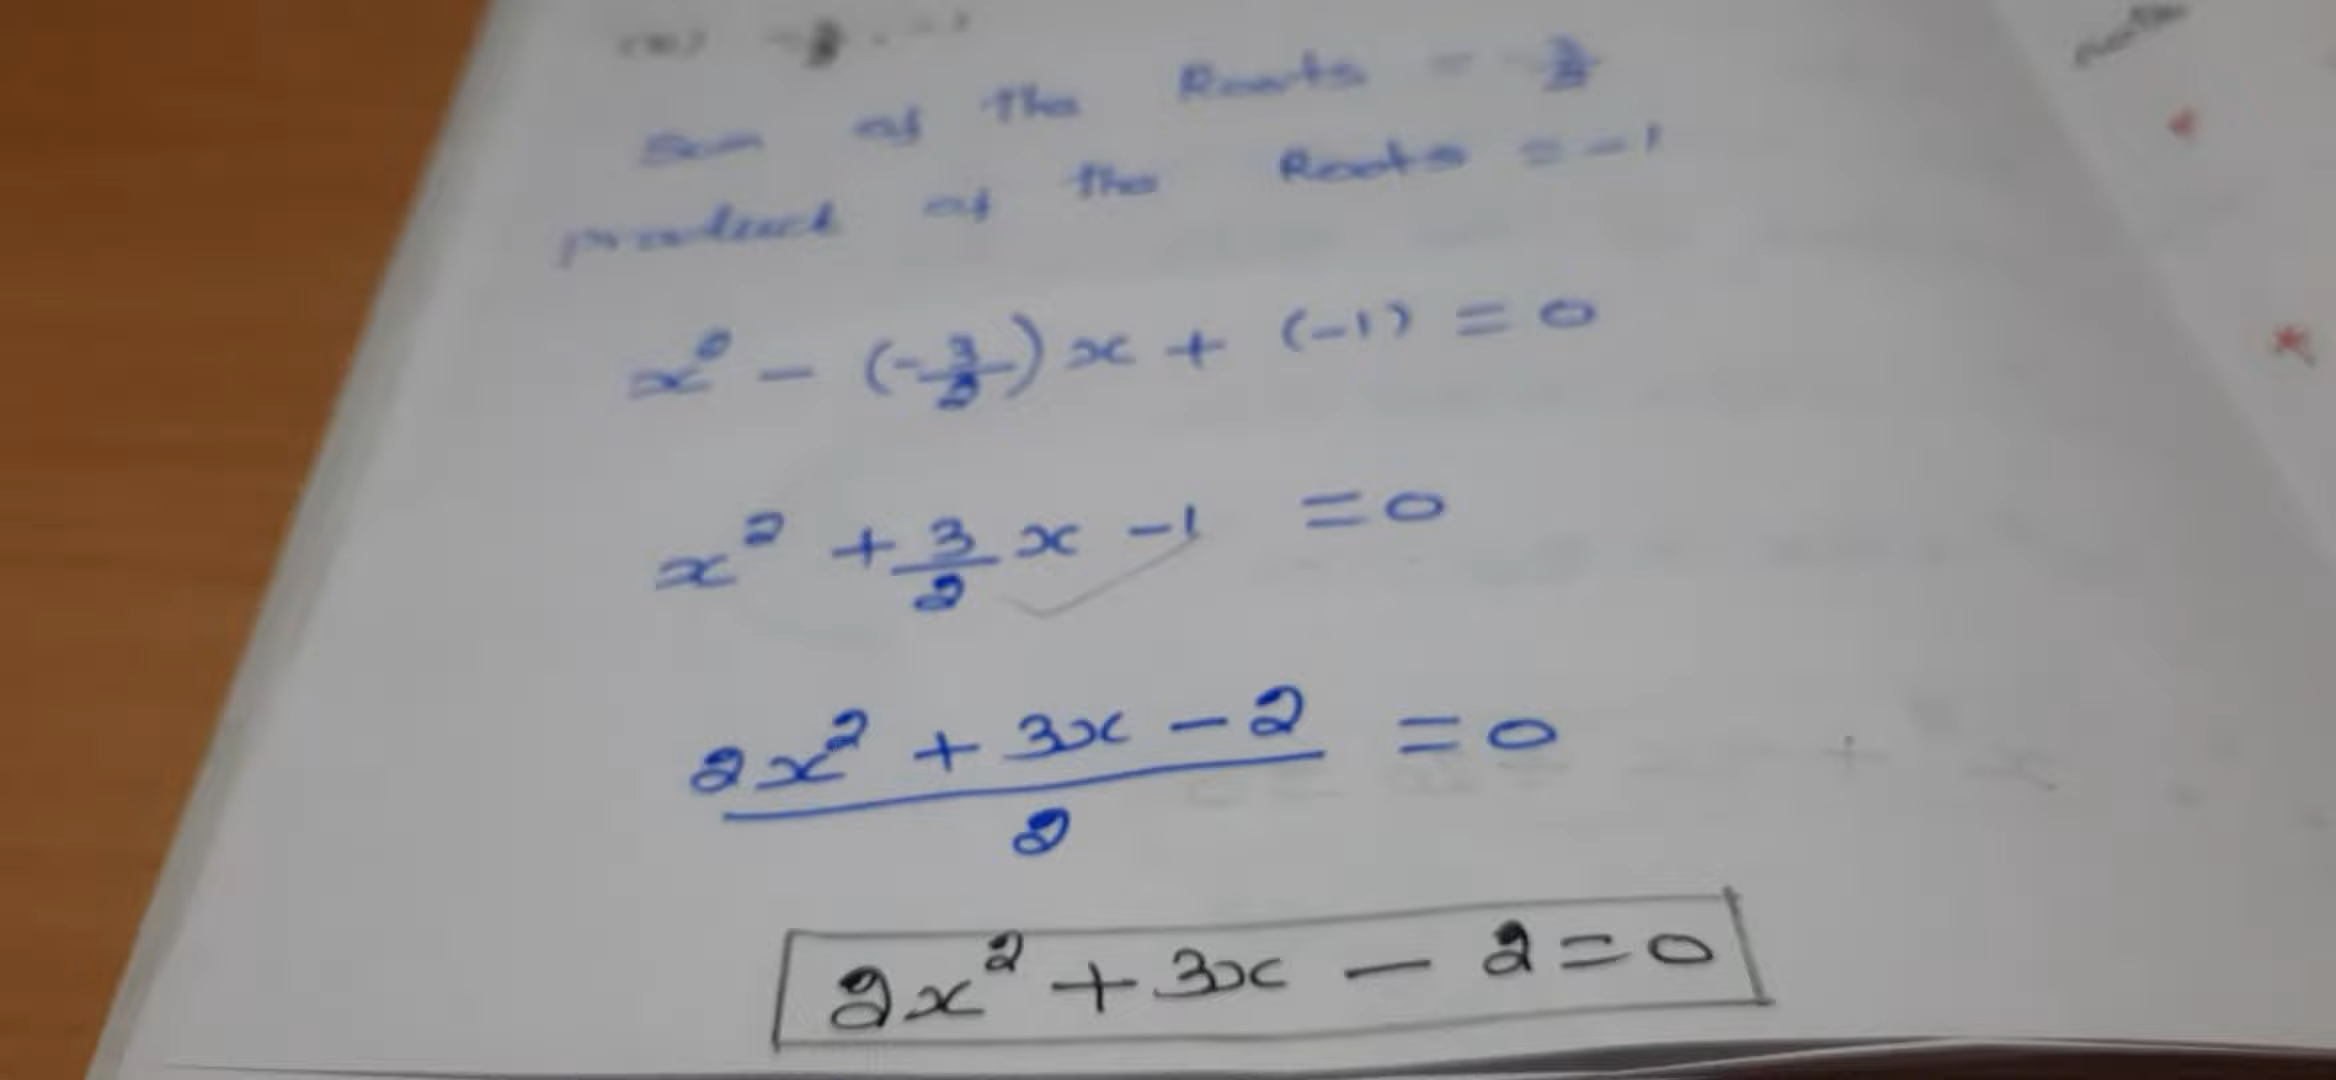 Sum of the Roots = -3/2
product of the Roots = -1
x² - (-3/2)x + (-1) = 0
x² + 3/2 x - 1 = 0
2x² + 3x - 2 / 2 = 0
2x² + 3x - 2 = 0